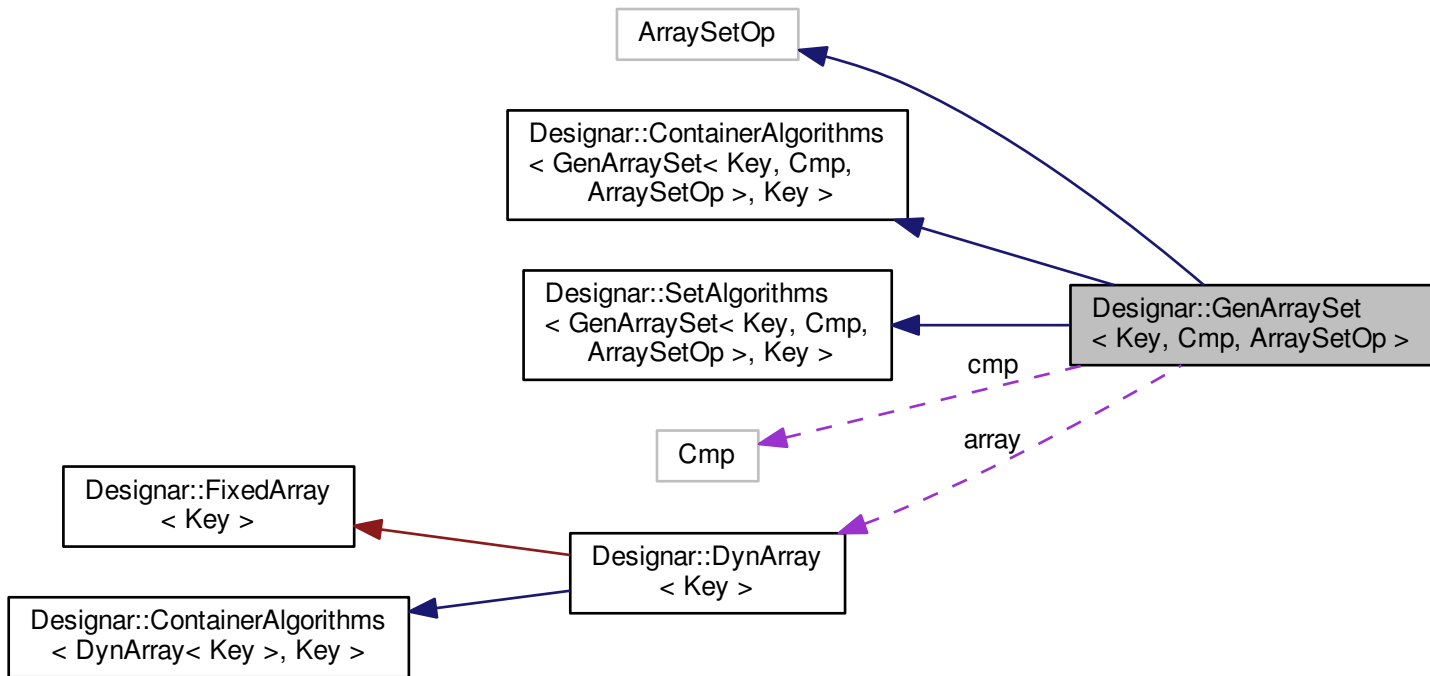 ArraySetOp
Designar::ContainerAlgorithms
< GenArraySet< Key, Cmp,
ArraySetOp >, Key >
Designar::SetAlgorithms
< GenArraySet< Key, Cmp,
ArraySetOp >, Key >
Designar::GenArraySet
< Key, Cmp, ArraySetOp >
cmp
Cmp
array
Designar::FixedArray
< Key >
Designar::DynArray
< Key >
Designar::ContainerAlgorithms
< DynArray< Key >, Key >